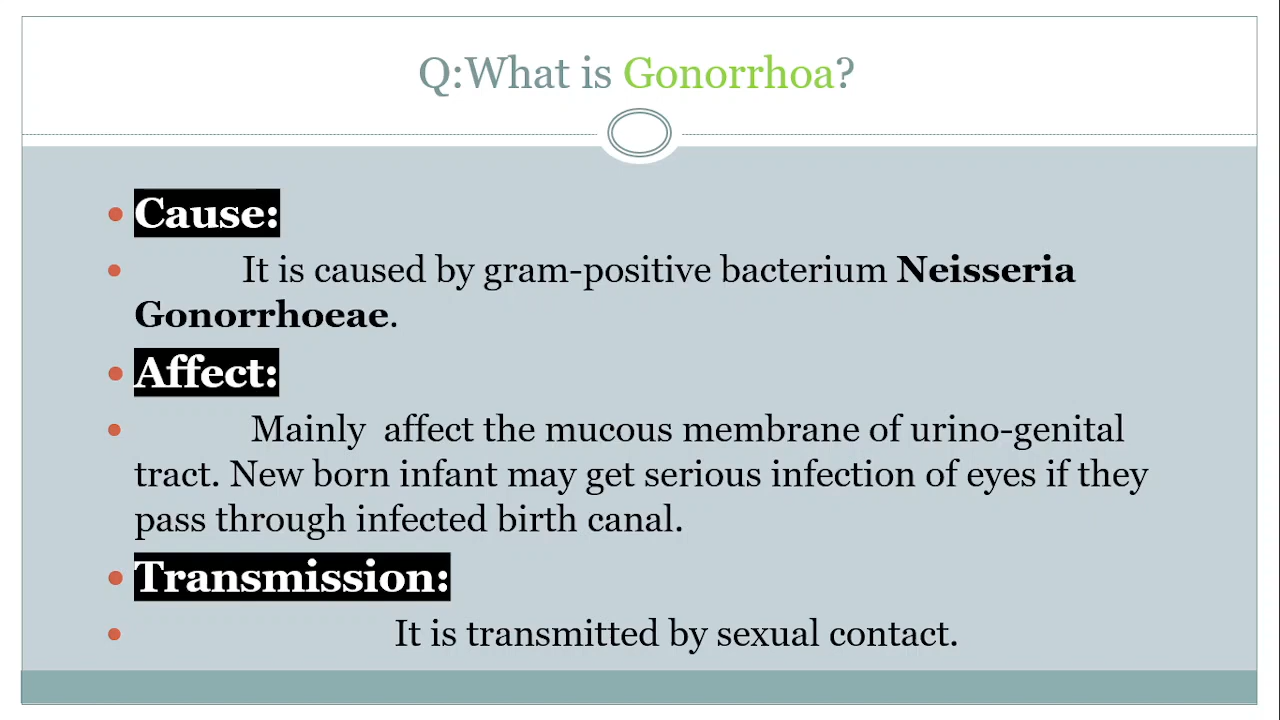 Q:What is Gonorrhoa?
Cause:
It is caused by gram-positive bacterium Neisseria
Gonorrhoeae.
Affect:
Mainly affect the mucous membrane of urino-genital
tract. New born infant may get serious infection of eyes if they
pass through infected birth canal.
Transmission:
It is transmitted by sexual contact.